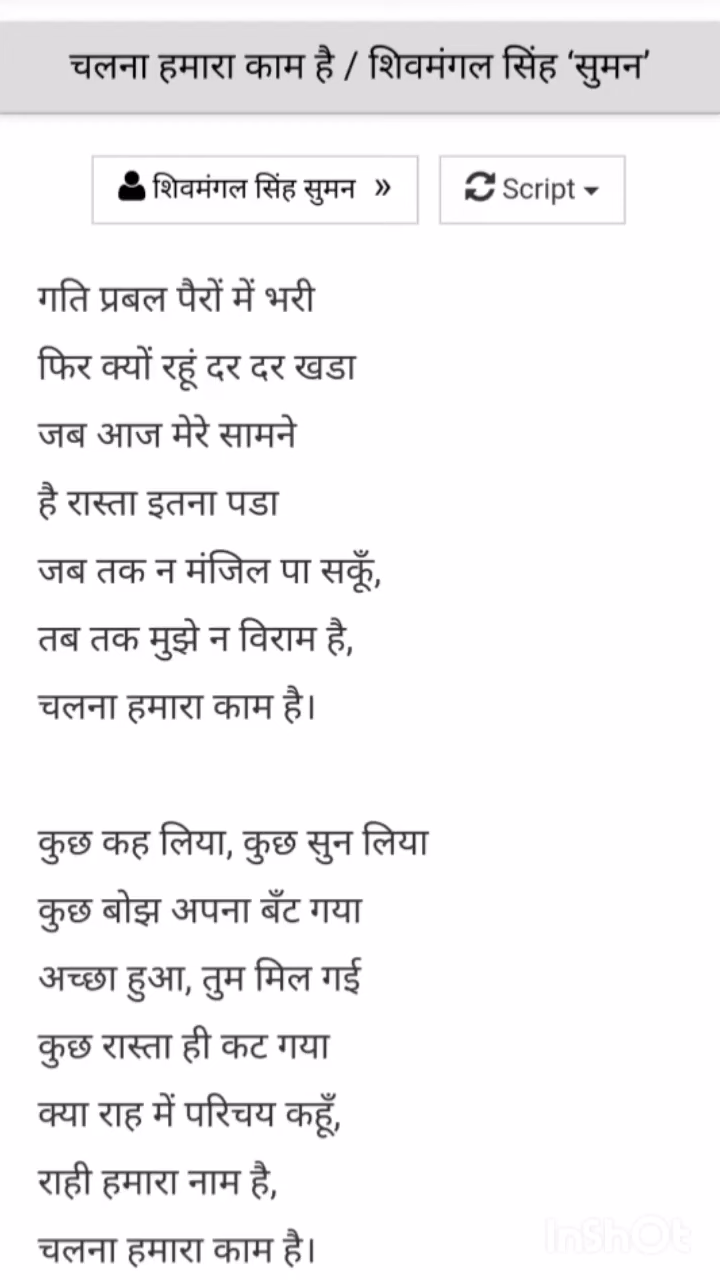 चलना हमारा काम है / शिवमंगल सिंह ‘सुमन’
शिवमंगल सिंह सुमन »
Script
गति प्रबल पैरों में भरी
फिर क्यों रहूं दर दर खडा
जब आज मेरे सामने
है रास्ता इतना पडा
जब तक न मंजिल पा सकूँ,
तब तक मुझे न विराम है,
चलना हमारा काम है।
कुछ कह लिया, कुछ सुन लिया
कुछ बोझ अपना बँट गया
अच्छा हुआ, तुम मिल गई
कुछ रास्ता ही कट गया
क्या राह में परिचय कहूँ,
राही हमारा नाम है,
चलना हमारा काम है।
InShOt